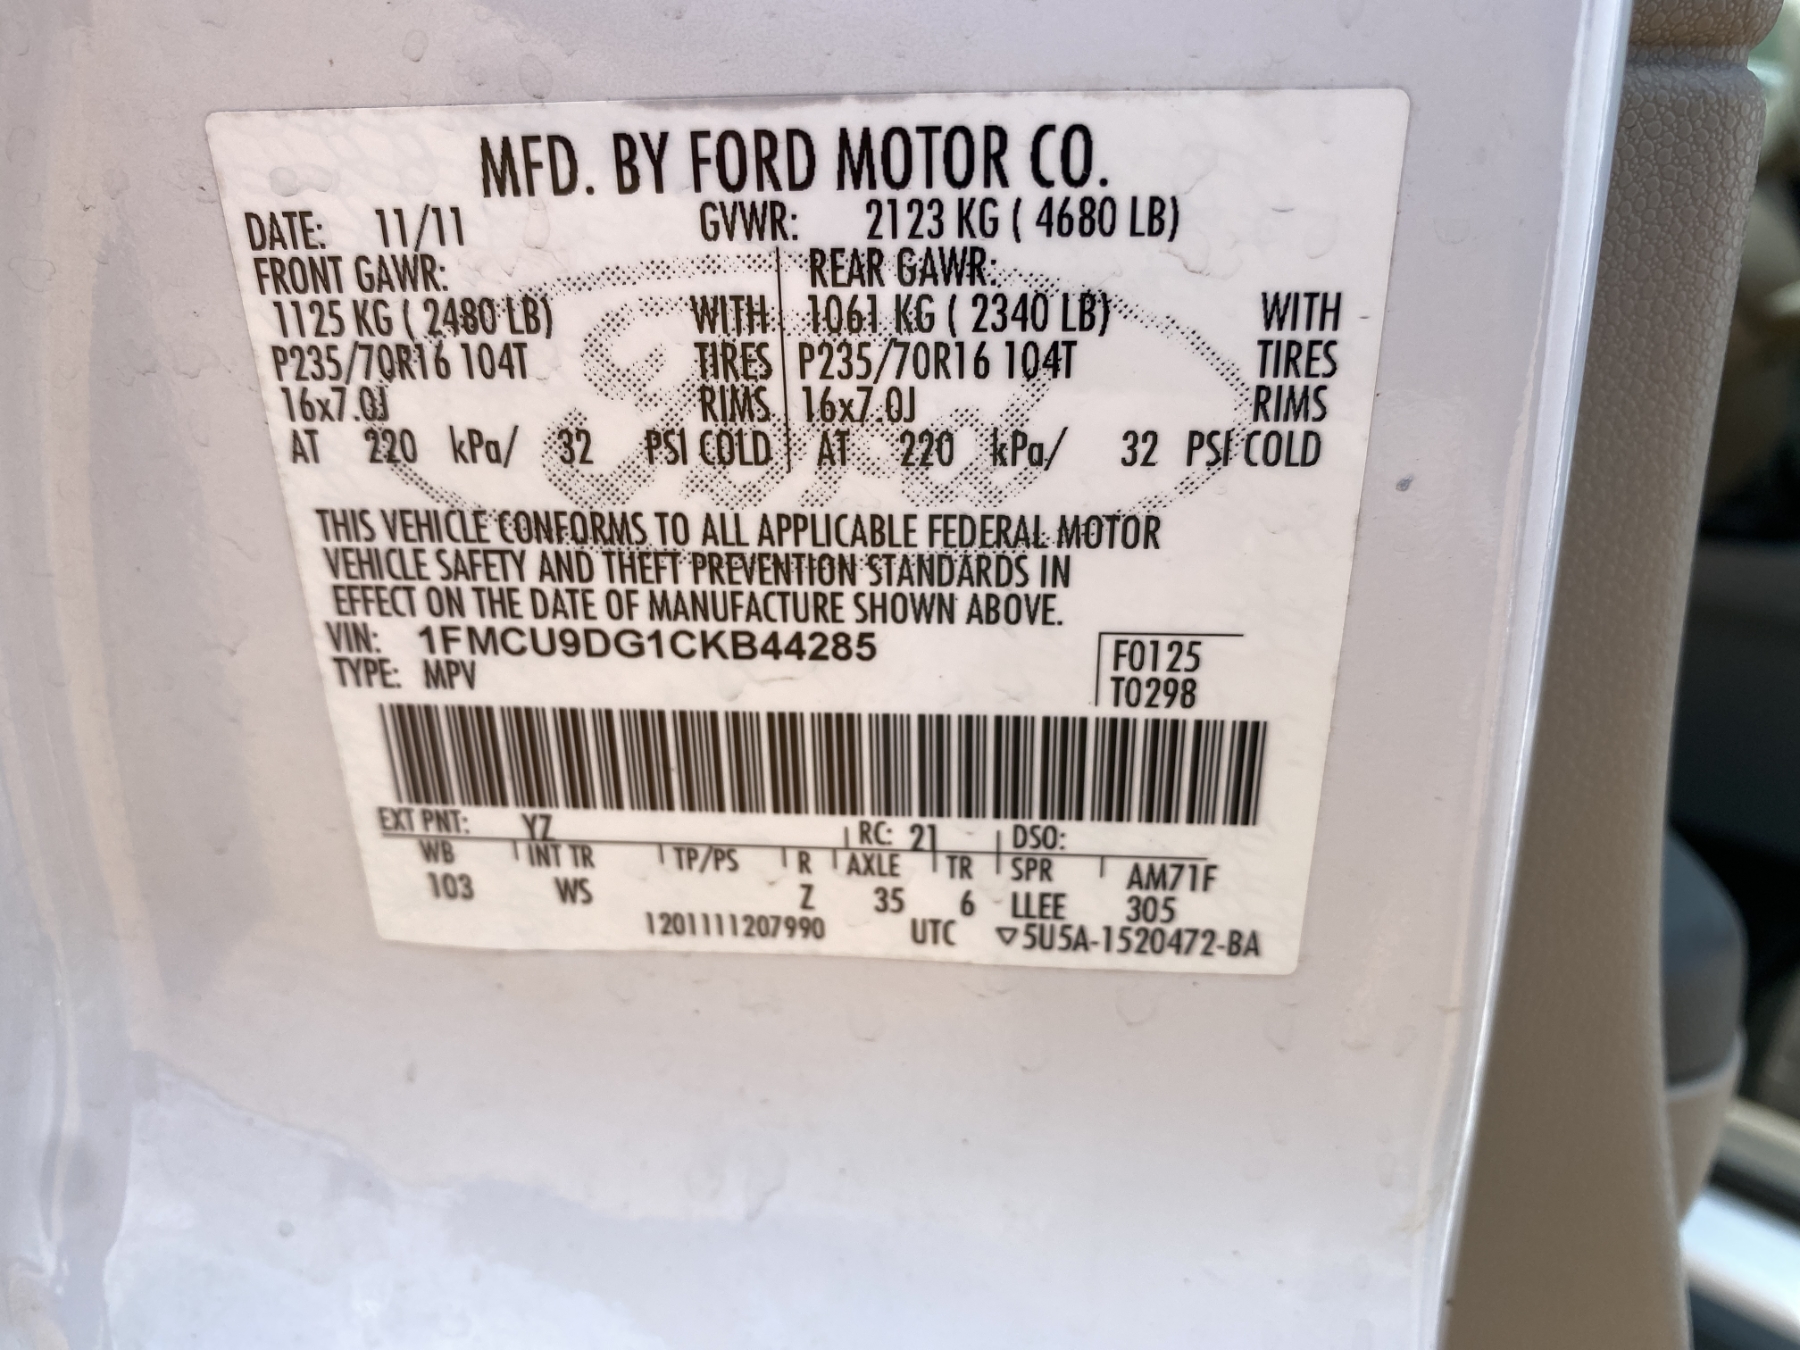 MFD. BY FORD MOTOR CO.
DATE: 11/11 GVWR: 2123 KG ( 4680 LB)
FRONT GAWR: REAR GAWR:
1125 KG ( 2480 LB) WITH 1061 KG ( 2340 LB) WITH
P235/70R16 104T TIRES P235/70R16 104T TIRES
16x7.0J RIMS 16x7.0J RIMS
AT 220 kPa/ 32 PSI COLD AT 220 kPa/ 32 PSI COLD
Ford
THIS VEHICLE CONFORMS TO ALL APPLICABLE FEDERAL MOTOR
VEHICLE SAFETY AND THEFT PREVENTION STANDARDS IN
EFFECT ON THE DATE OF MANUFACTURE SHOWN ABOVE.
VIN: 1FMCU9DG1CKB44285 F0125
TYPE: MPV T0298
EXT PNT: YZ RC: 21 DSO:
WB INT TR TP/PS R AXLE TR SPR AM71F
103 WS Z 35 6 LLEE 305
1201111207990 UTC ▽5U5A-1520472-BA